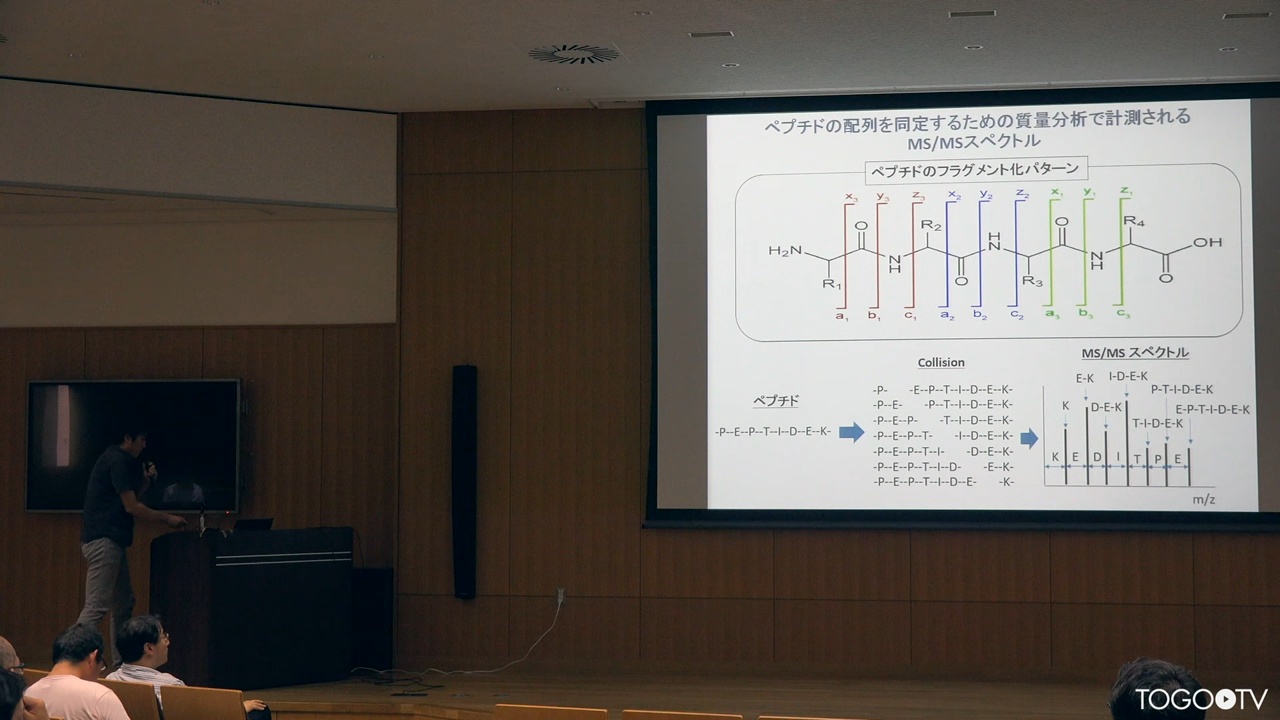 ペプチドの配列を同定するための質量分析で計測される
MS/MSスペクトル
ペプチドのフラグメント化パターン
x₃ y₃ z₃ x₂ y₂ z₂ x₁ y₁ z₁
H₂N R₁ O N H R₂ O H N R₃ O N H R₄ O OH
a₁ b₁ c₁ a₂ b₂ c₂ a₃ b₃ c₃
ペプチド
-P--E--P--T--I--D--E--K-
Collision
-P- -E--P--T--I--D--E--K-
-P--E- -P--T--I--D--E--K-
-P--E--P- -T--I--D--E--K-
-P--E--P--T- -I--D--E--K-
-P--E--P--T--I- -D--E--K-
-P--E--P--T--I--D- -E--K-
-P--E--P--T--I--D--E- -K-
MS/MS スペクトル
E-K I-D-E-K
P-T-I-D-E-K
K D-E-K E-P-T-I-D-E-K
T-I-D-E-K
K E D I T P E
m/z
TOGOTV